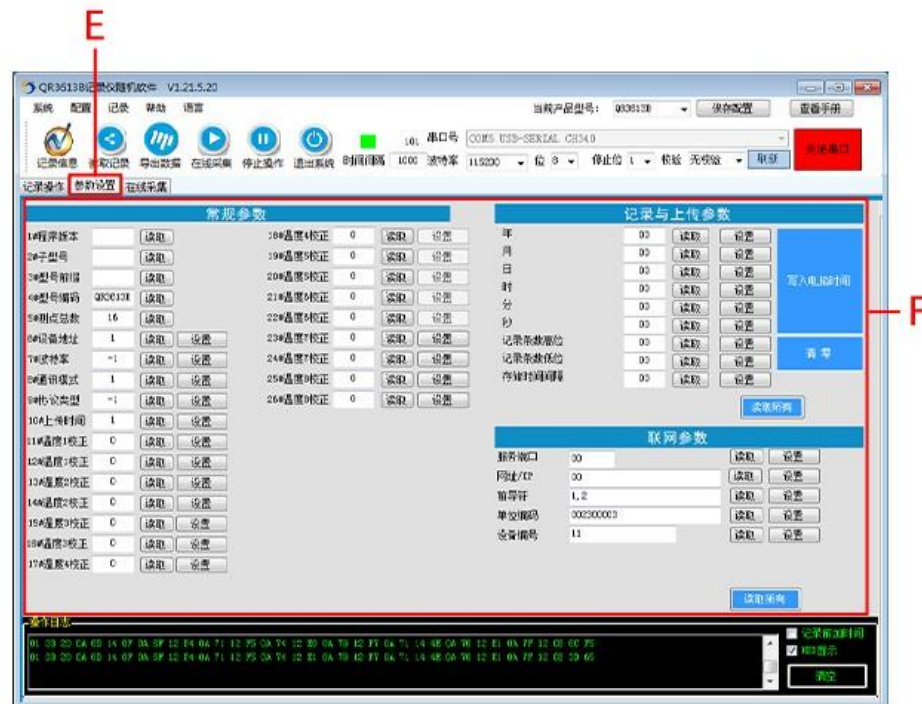 E
QR3613B记录仪随机软件 V1.21.5.20
系统 配置 记录 帮助 语言
当前产品型号: QR3613B 保存配置 查看手册
记录信息 读取记录 导出数据 在线采集 停止操作 退出系统
时间间隔 1000
串口号 COM5 USB-SERIAL CH340
波特率 115200 位 8 停止位 1 校验 无校验 刷新
关闭串口
记录操作 参数设置 在线采集
常规参数
1#程序版本 读取
2#子型号 读取
3#型号前缀 读取
4#型号编码 QR3613B 读取
5#测点总数 16 读取
6#设备地址 1 读取 设置
7#波特率 -1 读取 设置
8#通讯模式 1 读取 设置
9#协议类型 -1 读取 设置
10#上传时间 1 读取 设置
11#温度1校正 0 读取 设置
12#湿度1校正 0 读取 设置
13#温度2校正 0 读取 设置
14#湿度2校正 0 读取 设置
15#温度3校正 0 读取 设置
16#湿度3校正 0 读取 设置
17#温度4校正 0 读取 设置
18#湿度4校正 0 读取 设置
19#温度5校正 0 读取 设置
20#湿度5校正 0 读取 设置
21#温度6校正 0 读取 设置
22#湿度6校正 0 读取 设置
23#温度7校正 0 读取 设置
24#湿度7校正 0 读取 设置
25#温度8校正 0 读取 设置
26#湿度8校正 0 读取 设置
记录与上传参数
年 00 读取 设置
月 00 读取 设置
日 00 读取 设置
时 00 读取 设置
分 00 读取 设置
秒 00 读取 设置
记录条数高位 00 读取 设置
记录条数低位 00 读取 设置
存储时间间隔 00 读取 设置
写入电脑时间
清零
读取所有
F
联网参数
服务端口 00 读取 设置
网址/IP 00 读取 设置
前导符 1,2 读取 设置
单位编码 002300003 读取 设置
设备编号 11 读取 设置
读取所有
操作日志
记录前加时间
HEX显示
清空